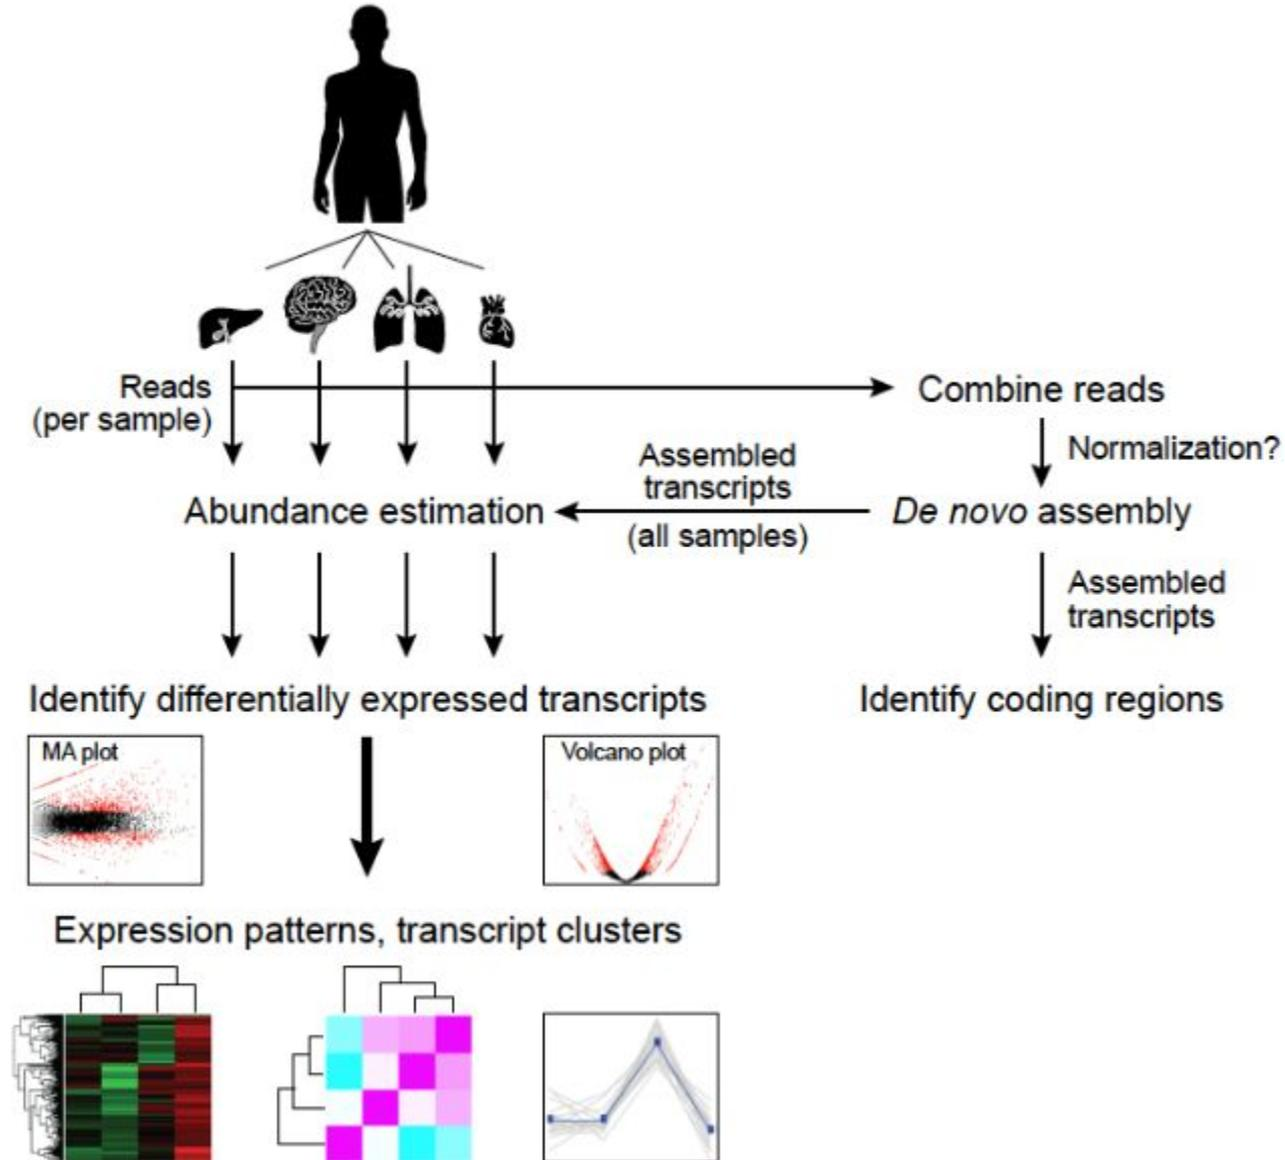 Reads
(per sample)
Combine reads
Normalization?
Assembled
transcripts
(all samples)
Abundance estimation
De novo assembly
Assembled
transcripts
Identify differentially expressed transcripts
Identify coding regions
MA plot
Volcano plot
Expression patterns, transcript clusters